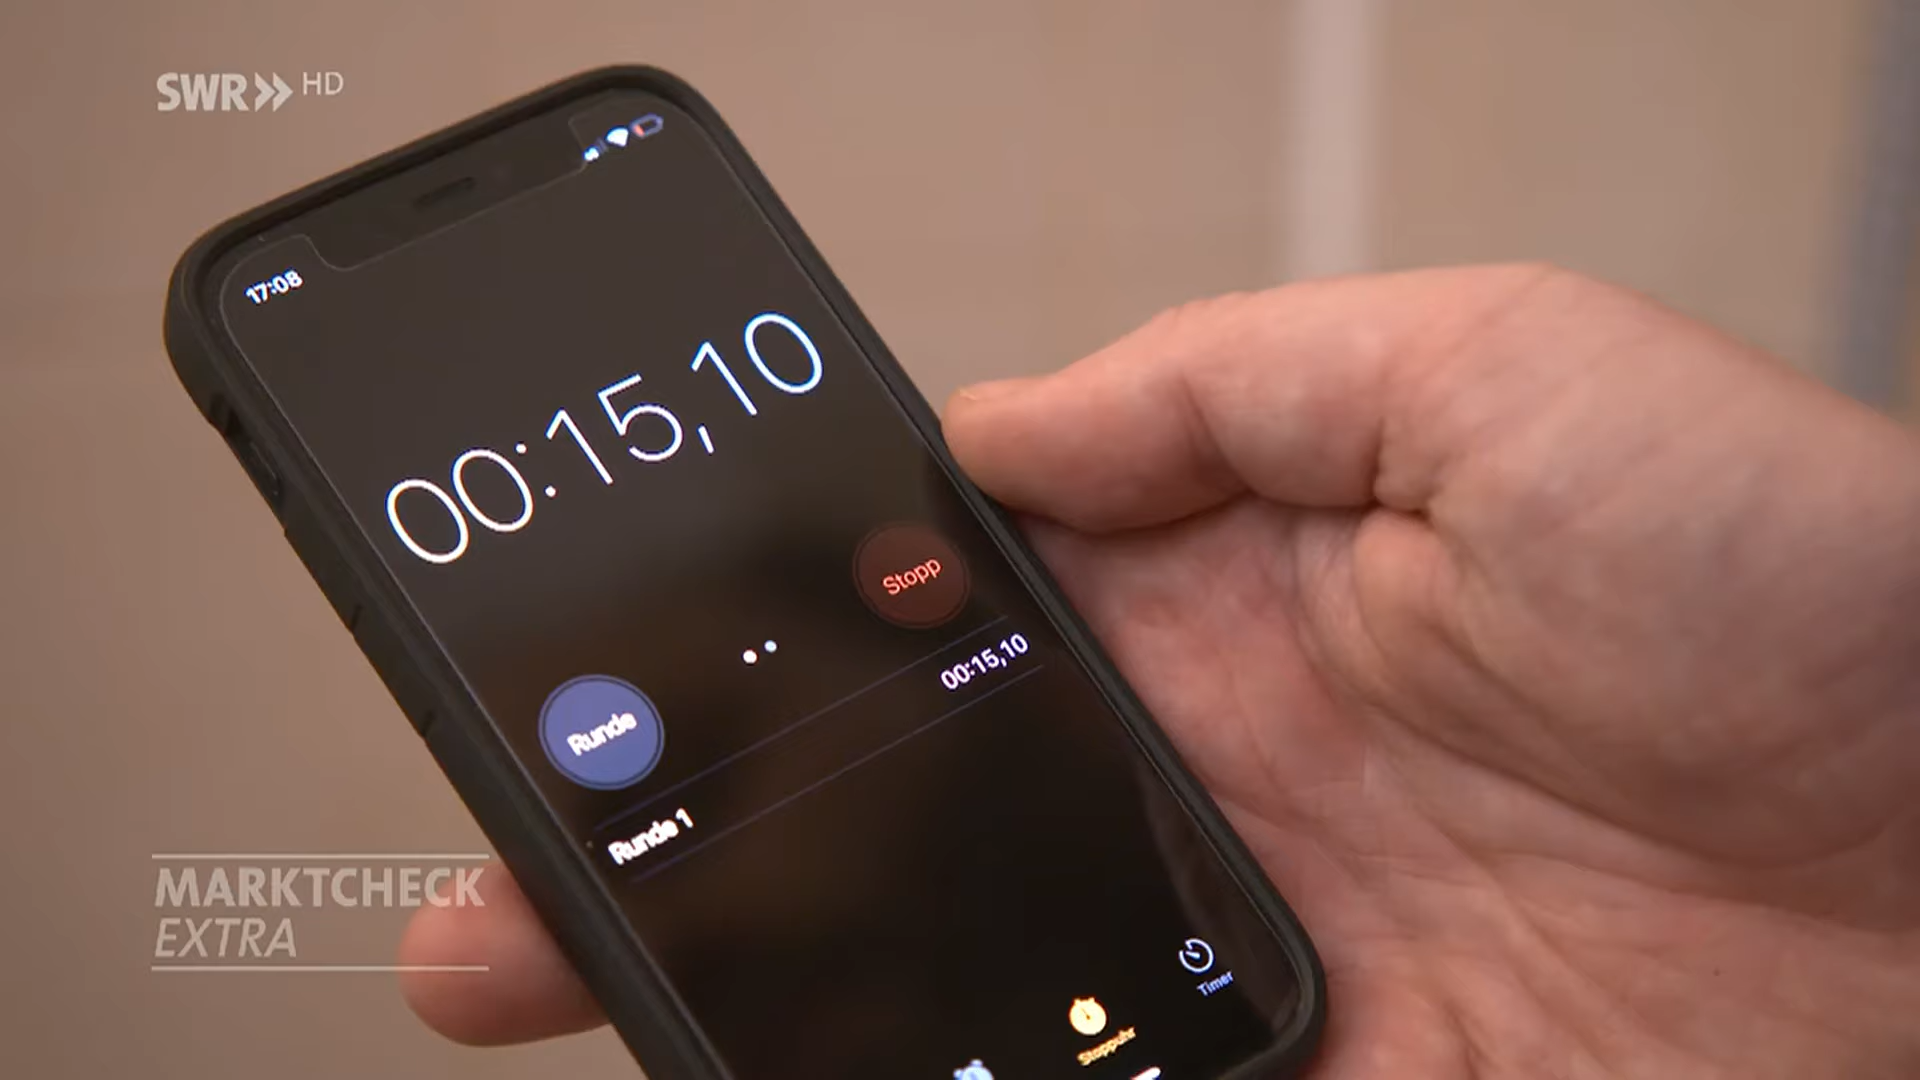 SWR HD
17:08
00:15,10
Stopp
Runde
00:15,10
Runde 1
Timer
Stoppuhr
MARKTCHECK
EXTRA